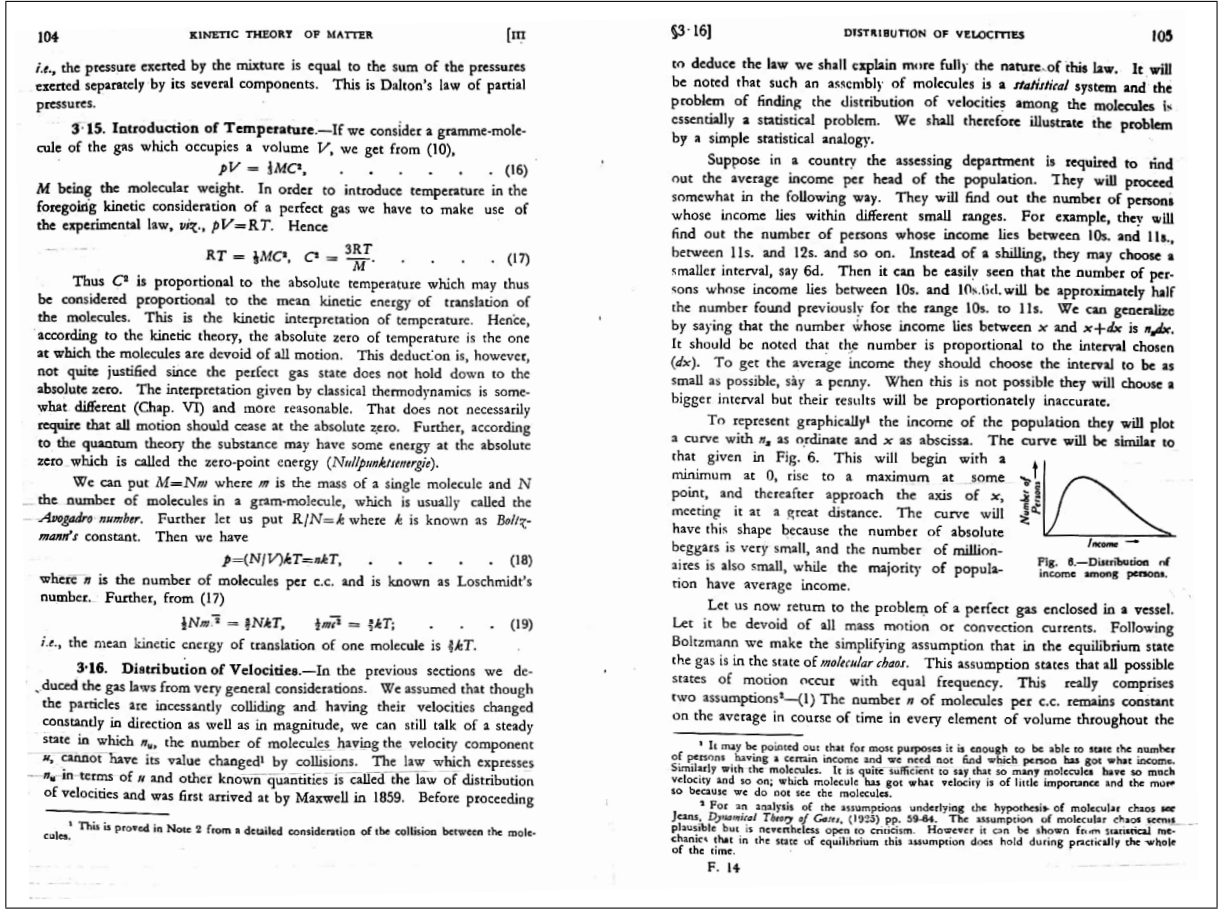 104 KINETIC THEORY OF MATTER [III
i.e., the pressure exerted by the mixture is equal to the sum of the pressures
exerted separately by its several components. This is Dalton's law of partial
pressures.
3·15. Introduction of Temperature.—If we consider a gramme-mole-
cule of the gas which occupies a volume V, we get from (10),
pV = ⅓MC², . . . . . . (16)
M being the molecular weight. In order to introduce temperature in the
foregoing kinetic consideration of a perfect gas we have to make use of
the experimental law, viz., pV=RT. Hence
RT = ⅓MC², C² = 3RT/M. . . . . (17)
Thus C² is proportional to the absolute temperature which may thus
be considered proportional to the mean kinetic energy of translation of
the molecules. This is the kinetic interpretation of temperature. Hence,
according to the kinetic theory, the absolute zero of temperature is the one
at which the molecules are devoid of all motion. This deduction is, however,
not quite justified since the perfect gas state does not hold down to the
absolute zero. The interpretation given by classical thermodynamics is some-
what different (Chap. VI) and more reasonable. That does not necessarily
require that all motion should cease at the absolute zero. Further, according
to the quantum theory the substance may have some energy at the absolute
zero which is called the zero-point energy (Nullpunktsenergie).
We can put M=Nm where m is the mass of a single molecule and N
the number of molecules in a gram-molecule, which is usually called the
Avogadro number. Further let us put R/N=k where k is known as Boltz-
mann's constant. Then we have
p=(N/V)kT=nkT, . . . . . (18)
where n is the number of molecules per c.c. and is known as Loschmidt's
number. Further, from (17)
. . . (19)
i.e., the mean kinetic energy of translation of one molecule is 3/2kT.
3·16. Distribution of Velocities.—In the previous sections we de-
duced the gas laws from very general considerations. We assumed that though
the particles are incessantly colliding and having their velocities changed
constantly in direction as well as in magnitude, we can still talk of a steady
state in which nᵤ, the number of molecules having the velocity component
u, cannot have its value changed¹ by collisions. The law which expresses
nᵤ in terms of u and other known quantities is called the law of distribution
of velocities and was first arrived at by Maxwell in 1859. Before proceeding
¹ This is proved in Note 2 from a detailed consideration of the collision between the mole-
cules.
§3·16] DISTRIBUTION OF VELOCITIES 105
to deduce the law we shall explain more fully the nature of this law. It will
be noted that such an assembly of molecules is a statistical system and the
problem of finding the distribution of velocities among the molecules is
essentially a statistical problem. We shall therefore illustrate the problem
by a simple statistical analogy.
Suppose in a country the assessing department is required to find
out the average income per head of the population. They will proceed
somewhat in the following way. They will find out the number of persons
whose income lies within different small ranges. For example, they will
find out the number of persons whose income lies between 10s. and 11s.,
between 11s. and 12s. and so on. Instead of a shilling, they may choose a
smaller interval, say 6d. Then it can be easily seen that the number of per-
sons whose income lies between 10s. and 10s.6d. will be approximately half
the number found previously for the range 10s. to 11s. We can generalize
by saying that the number whose income lies between x and x+dx is nₓdx.
It should be noted that the number is proportional to the interval chosen
(dx). To get the average income they should choose the interval to be as
small as possible, say a penny. When this is not possible they will choose a
bigger interval but their results will be proportionately inaccurate.
To represent graphically¹ the income of the population they will plot
a curve with nₓ as ordinate and x as abscissa. The curve will be similar to
that given in Fig. 6. This will begin with a
minimum at 0, rise to a maximum at some
point, and thereafter approach the axis of x,
meeting it at a great distance. The curve will
have this shape because the number of absolute
beggars is very small, and the number of million-
aires is also small, while the majority of popula-
tion have average income.
Number of
Persons
Income
Fig. 6.—Distribution of
income among persons.
Let us now return to the problem of a perfect gas enclosed in a vessel.
Let it be devoid of all mass motion or convection currents. Following
Boltzmann we make the simplifying assumption that in the equilibrium state
the gas is in the state of molecular chaos. This assumption states that all possible
states of motion occur with equal frequency. This really comprises
two assumptions²—(1) The number n of molecules per c.c. remains constant
on the average in course of time in every element of volume throughout the
¹ It may be pointed out that for most purposes it is enough to be able to state the number
of persons having a certain income and we need not find which person has got what income.
Similarly with the molecules. It is quite sufficient to say that so many molecules have so much
velocity and so on; which molecule has got what velocity is of little importance and the more
so because we do not see the molecules.
² For an analysis of the assumptions underlying the hypothesis of molecular chaos see
Jeans, Dynamical Theory of Gases, (1925) pp. 59-64. The assumption of molecular chaos seems
plausible but is nevertheless open to criticism. However it can be shown from statistical me-
chanics that in the state of equilibrium this assumption does hold during practically the whole
of the time.
F. 14